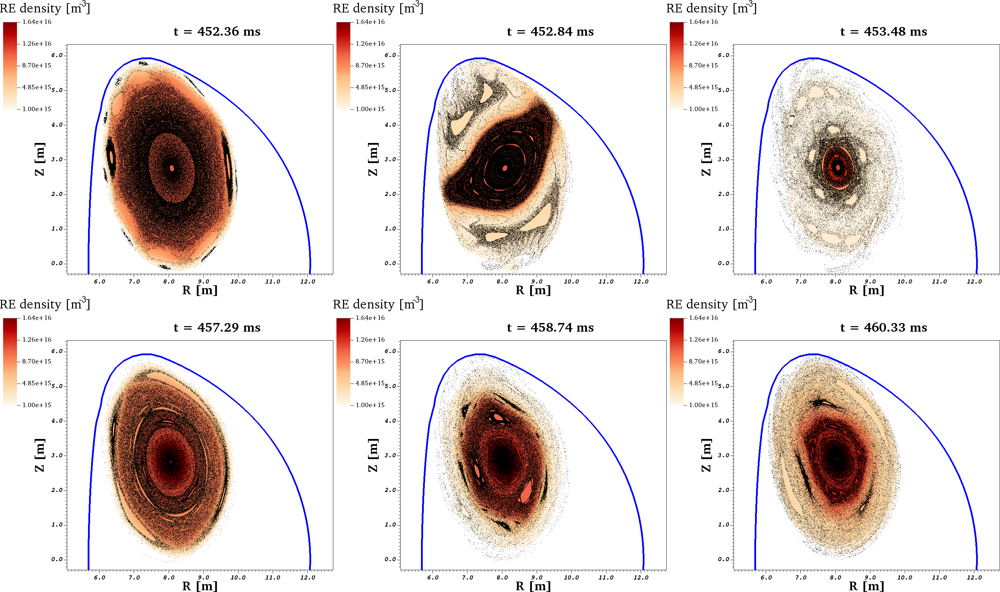 RE density [m⁻³]
1.64e+16
1.26e+16
8.70e+15
4.85e+15
1.00e+15
t = 452.36 ms
6.0
5.0
4.0
3.0
2.0
1.0
0.0
Z [m]
6.0 7.0 8.0 9.0 10.0 11.0 12.0
R [m]
RE density [m⁻³]
1.64e+16
1.26e+16
8.70e+15
4.85e+15
1.00e+15
t = 452.84 ms
6.0
5.0
4.0
3.0
2.0
1.0
0.0
Z [m]
6.0 7.0 8.0 9.0 10.0 11.0 12.0
R [m]
RE density [m⁻³]
1.64e+16
1.26e+16
8.70e+15
4.85e+15
1.00e+15
t = 453.48 ms
6.0
5.0
4.0
3.0
2.0
1.0
0.0
Z [m]
6.0 7.0 8.0 9.0 10.0 11.0 12.0
R [m]
RE density [m⁻³]
1.64e+16
1.26e+16
8.70e+15
4.85e+15
1.00e+15
t = 457.29 ms
6.0
5.0
4.0
3.0
2.0
1.0
0.0
Z [m]
6.0 7.0 8.0 9.0 10.0 11.0 12.0
R [m]
RE density [m⁻³]
1.64e+16
1.26e+16
8.70e+15
4.85e+15
1.00e+15
t = 458.74 ms
6.0
5.0
4.0
3.0
2.0
1.0
0.0
Z [m]
6.0 7.0 8.0 9.0 10.0 11.0 12.0
R [m]
RE density [m⁻³]
1.64e+16
1.26e+16
8.70e+15
4.85e+15
1.00e+15
t = 460.33 ms
6.0
5.0
4.0
3.0
2.0
1.0
0.0
Z [m]
6.0 7.0 8.0 9.0 10.0 11.0 12.0
R [m]